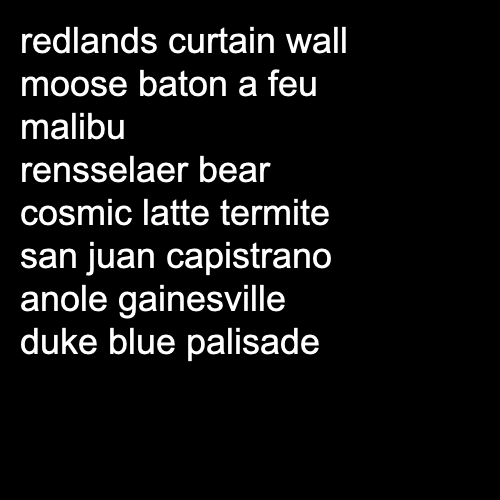 redlands curtain wall
moose baton a feu
malibu
rensselaer bear
cosmic latte termite
san juan capistrano
anole gainesville
duke blue palisade